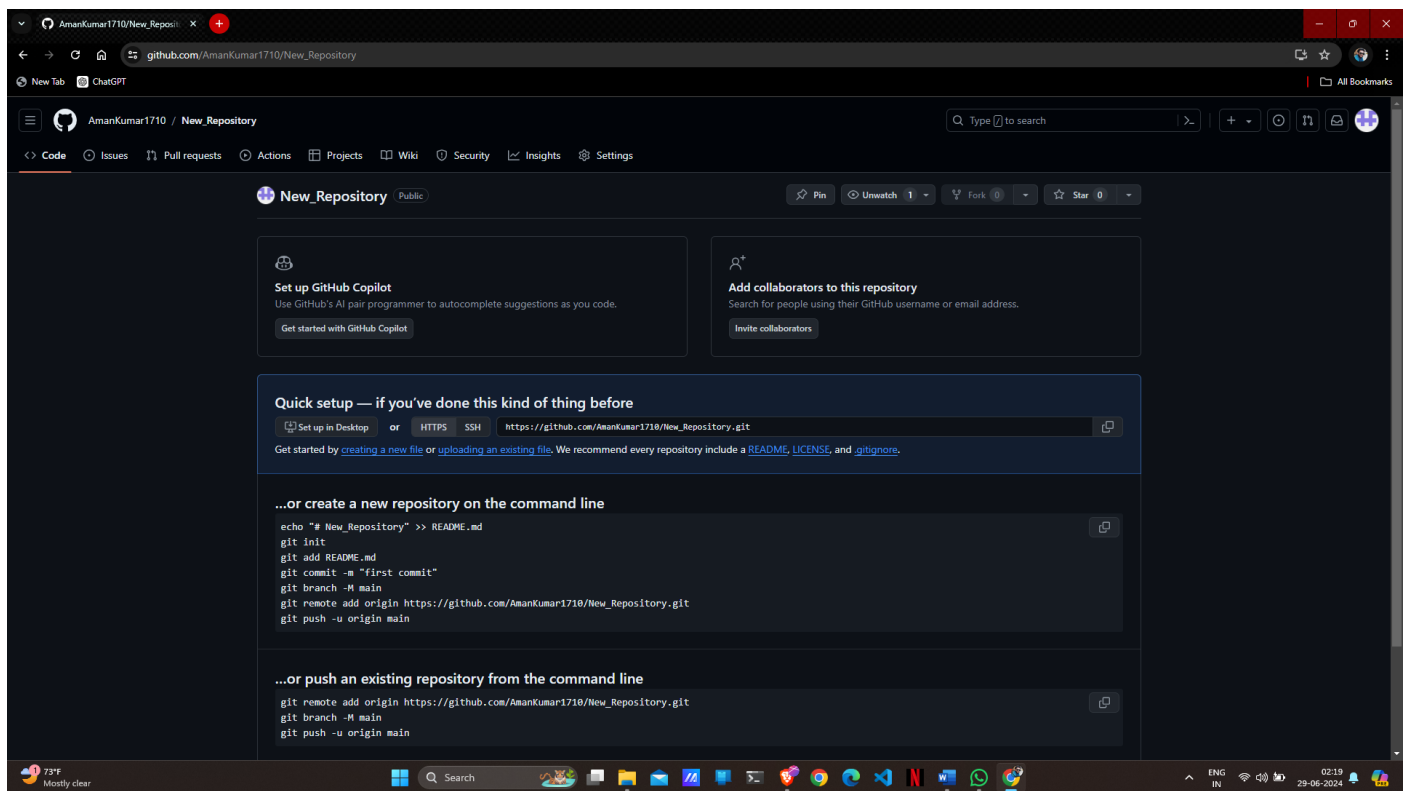 AmanKumar1710/New_Reposit
github.com/AmanKumar1710/New_Repository
New Tab ChatGPT All Bookmarks
AmanKumar1710 / New_Repository Type / to search
Code Issues Pull requests Actions Projects Wiki Security Insights Settings
New_Repository Public Pin Unwatch 1 Fork 0 Star 0
Set up GitHub Copilot
Use GitHub's AI pair programmer to autocomplete suggestions as you code.
Get started with GitHub Copilot
Add collaborators to this repository
Search for people using their GitHub username or email address.
Invite collaborators
Quick setup — if you've done this kind of thing before
Set up in Desktop or HTTPS SSH https://github.com/AmanKumar1710/New_Repository.git
Get started by creating a new file or uploading an existing file. We recommend every repository include a README, LICENSE, and .gitignore.
...or create a new repository on the command line
echo "# New_Repository" >> README.md
git init
git add README.md
git commit -m "first commit"
git branch -M main
git remote add origin https://github.com/AmanKumar1710/New_Repository.git
git push -u origin main
...or push an existing repository from the command line
git remote add origin https://github.com/AmanKumar1710/New_Repository.git
git branch -M main
git push -u origin main
1 73°F
Mostly clear
Search
ENG
IN
02:19
29-06-2024